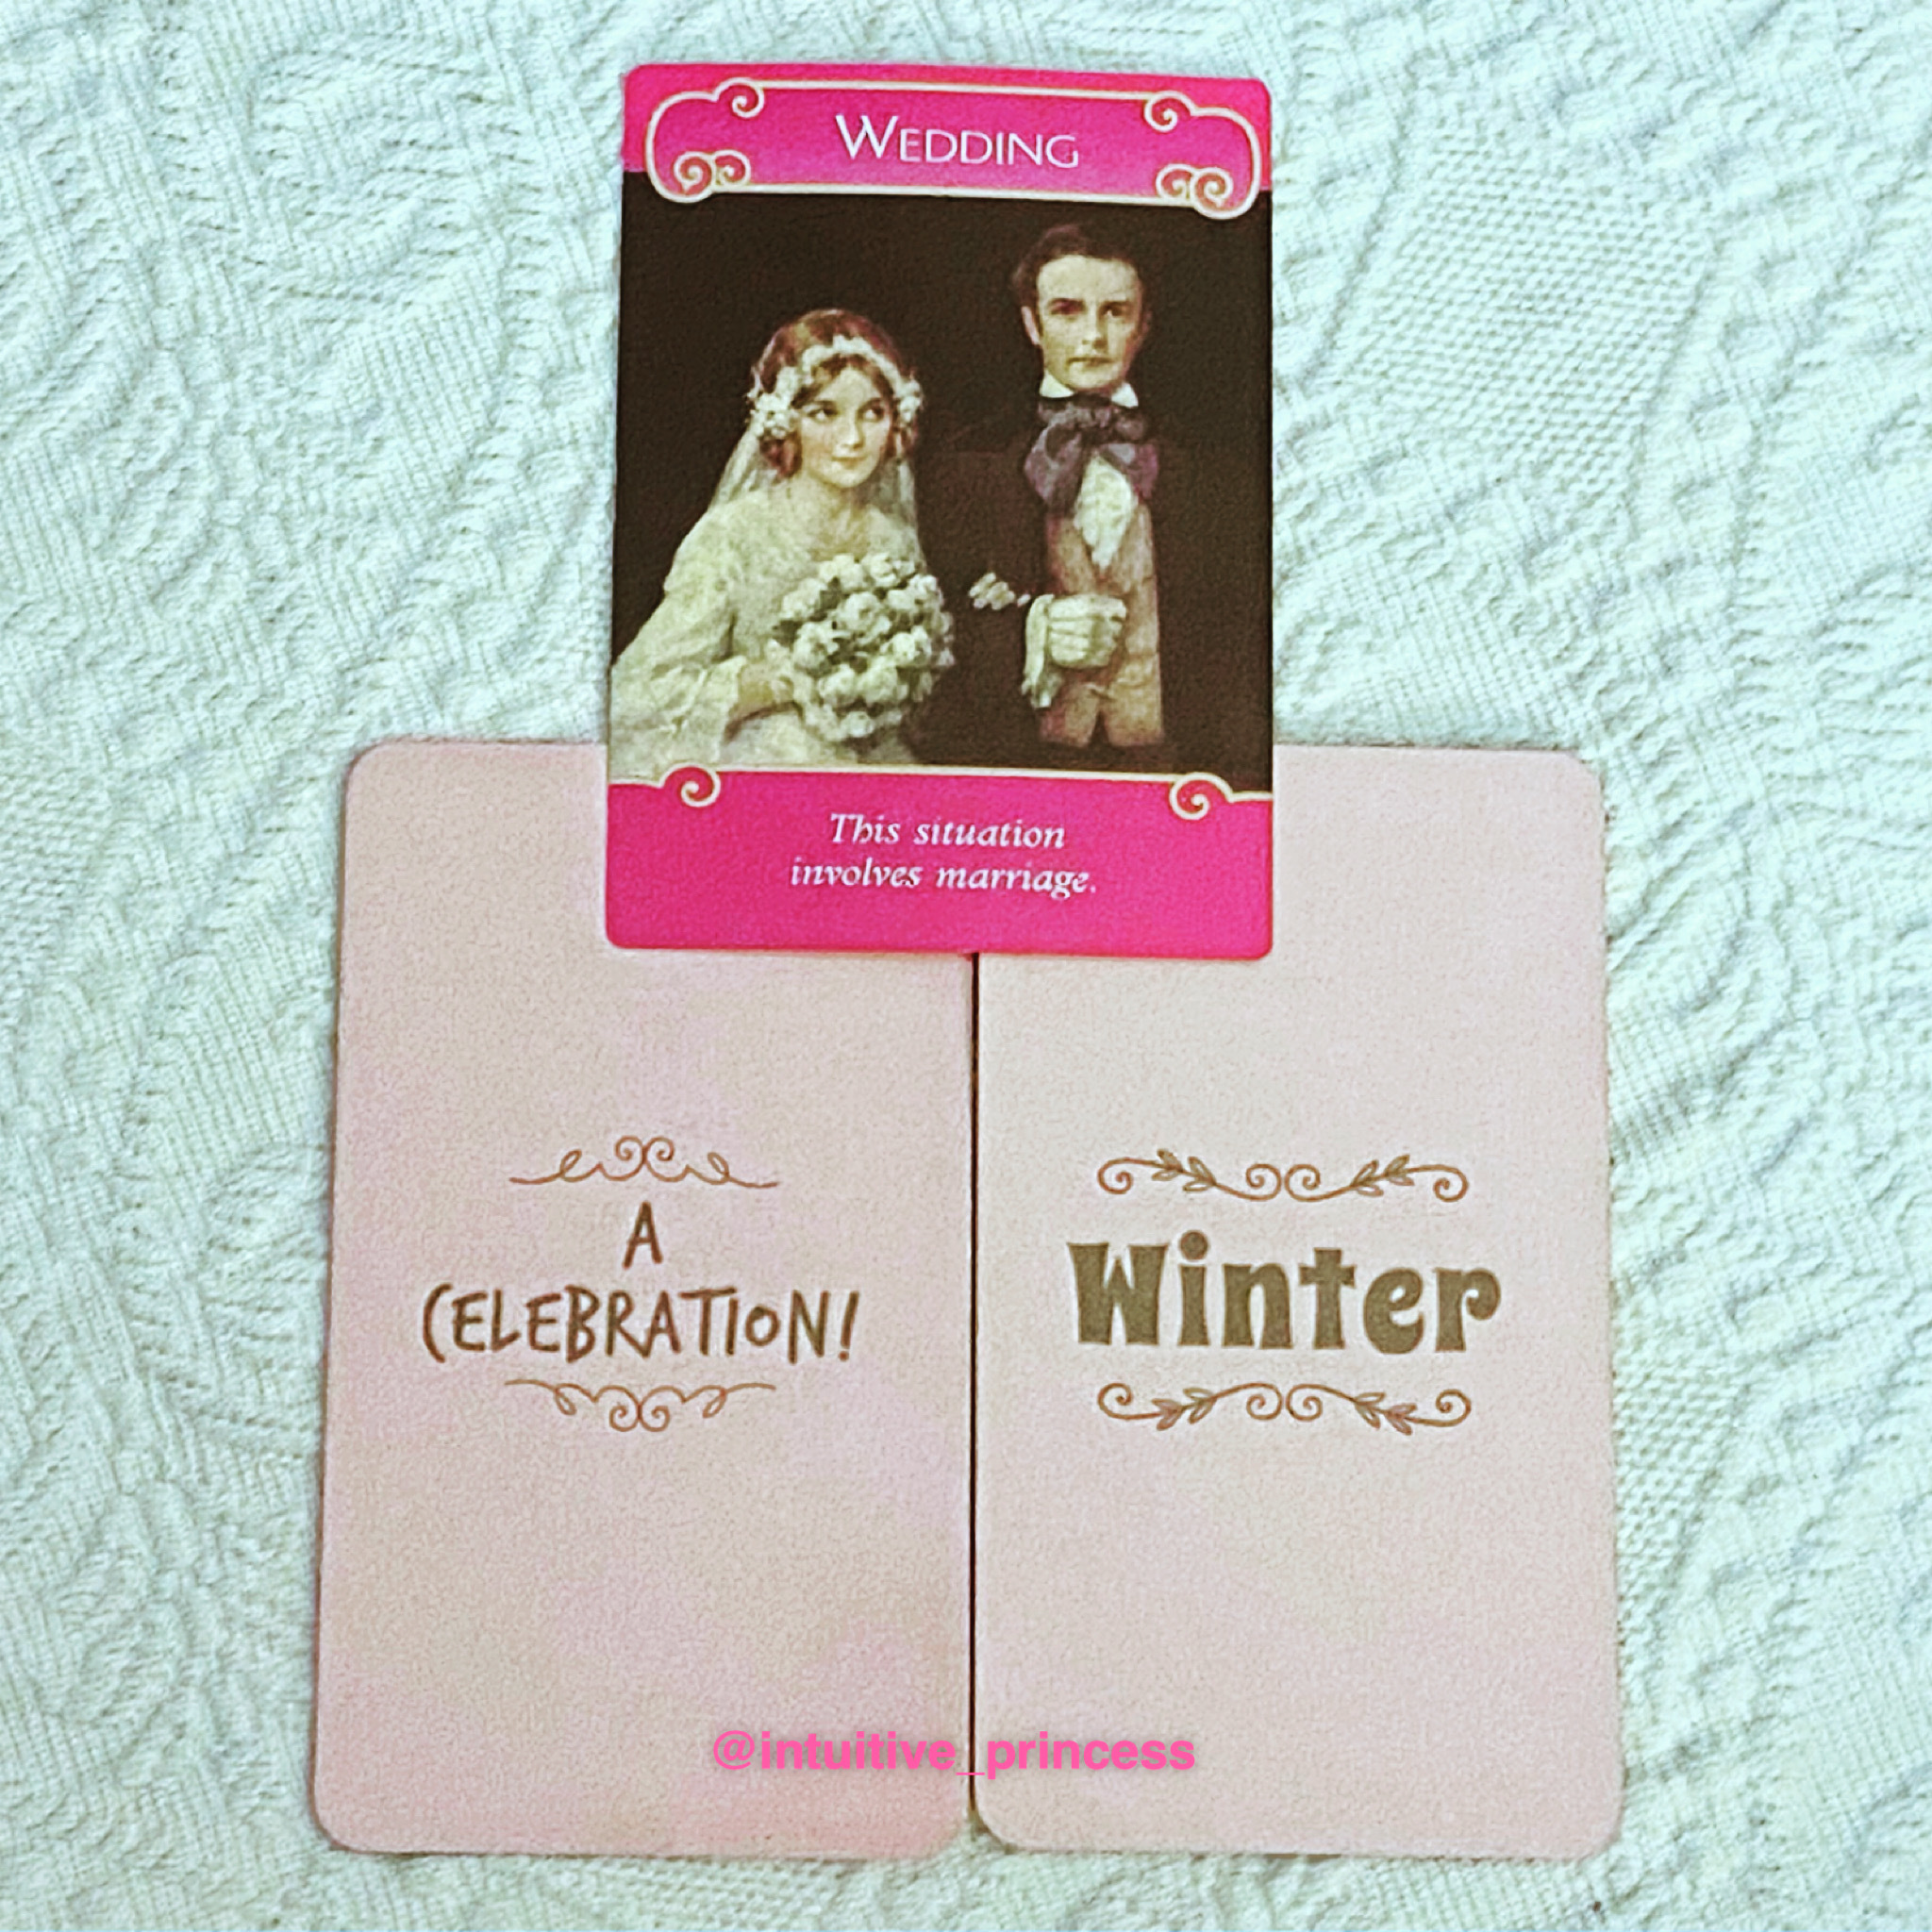 WEDDING
This situation
involves marriage.
A
CELEBRATION!
Winter
@intuitive_princess